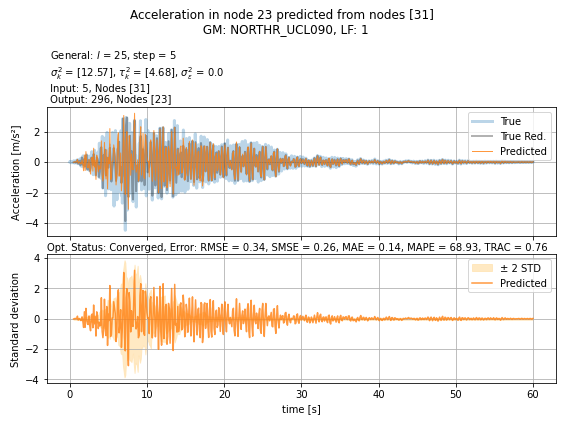 Acceleration in node 23 predicted from nodes [31]
GM: NORTHR_UCL090, LF: 1
General: l = 25, step = 5
σ²ₖ = [12.57], τ²ₖ = [4.68], σ²ε = 0.0
Input: 5, Nodes [31]
Output: 296, Nodes [23]
Acceleration [m/s²]
2
0
−2
−4
True
True Red.
Predicted
Opt. Status: Converged, Error: RMSE = 0.34, SMSE = 0.26, MAE = 0.14, MAPE = 68.93, TRAC = 0.76
Standard deviation
4
2
0
−2
−4
± 2 STD
Predicted
0 10 20 30 40 50 60
time [s]